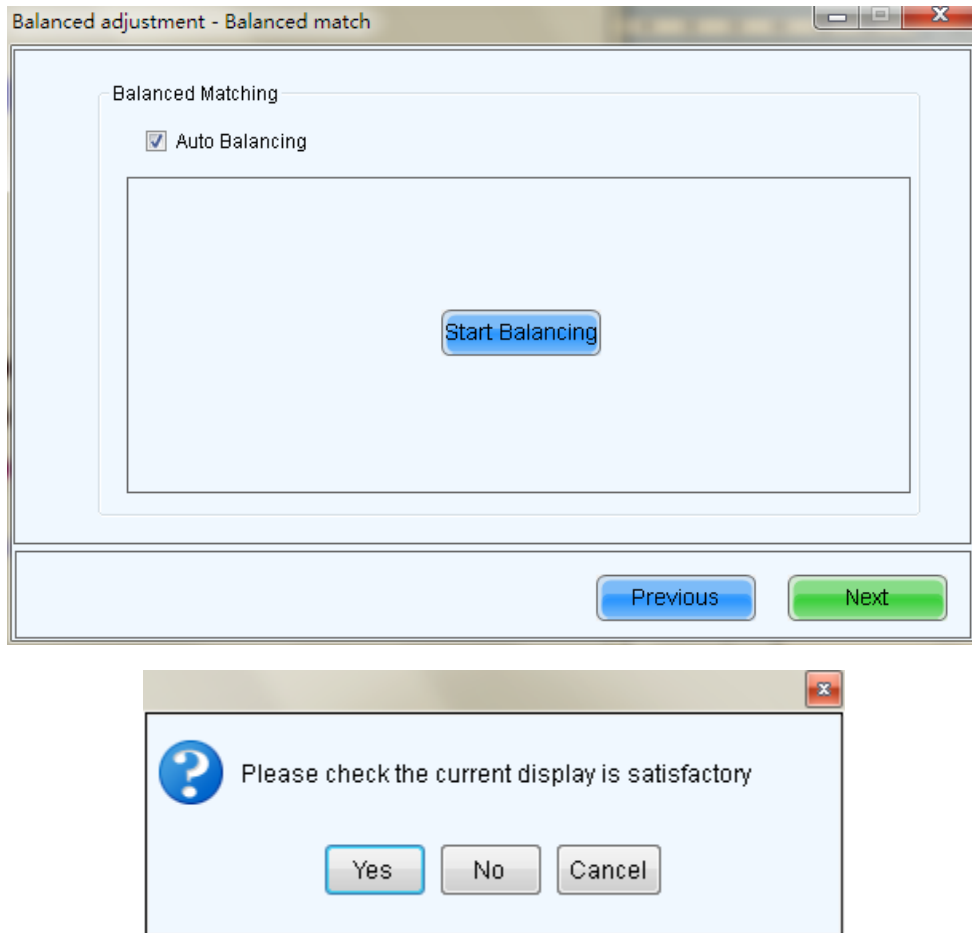 Balanced adjustment - Balanced match
Balanced Matching
Auto Balancing
Start Balancing
Previous Next
Please check the current display is satisfactory
Yes No Cancel